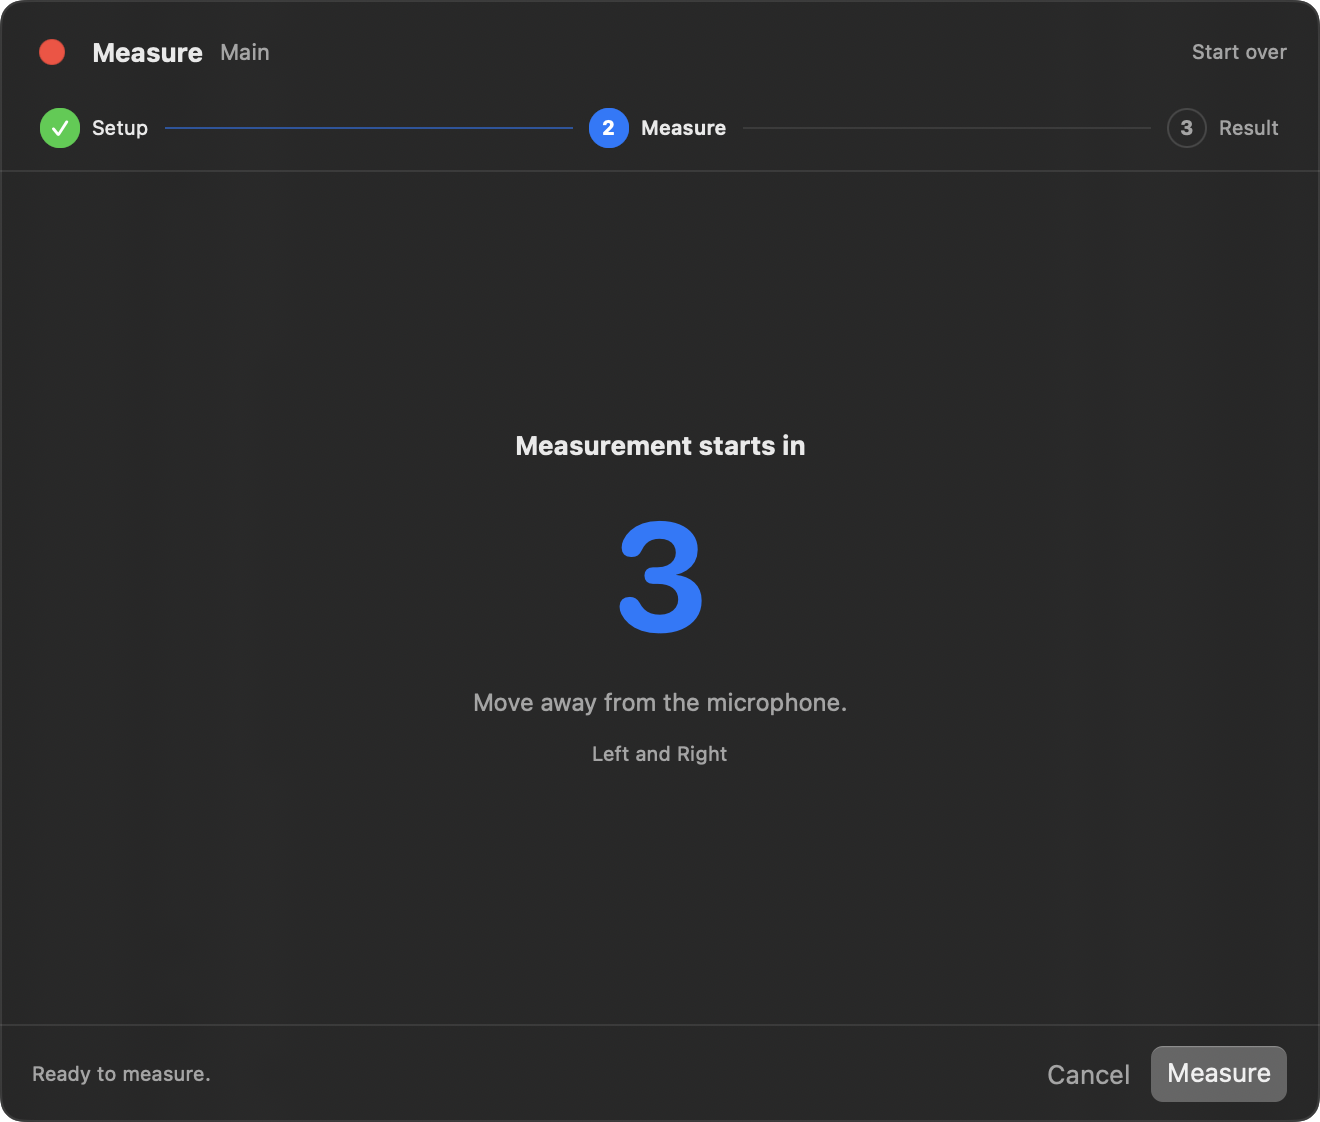 Measure Main
Start over
Setup
2 Measure
3 Result
Measurement starts in
3
Move away from the microphone.
Left and Right
Ready to measure.
Cancel
Measure